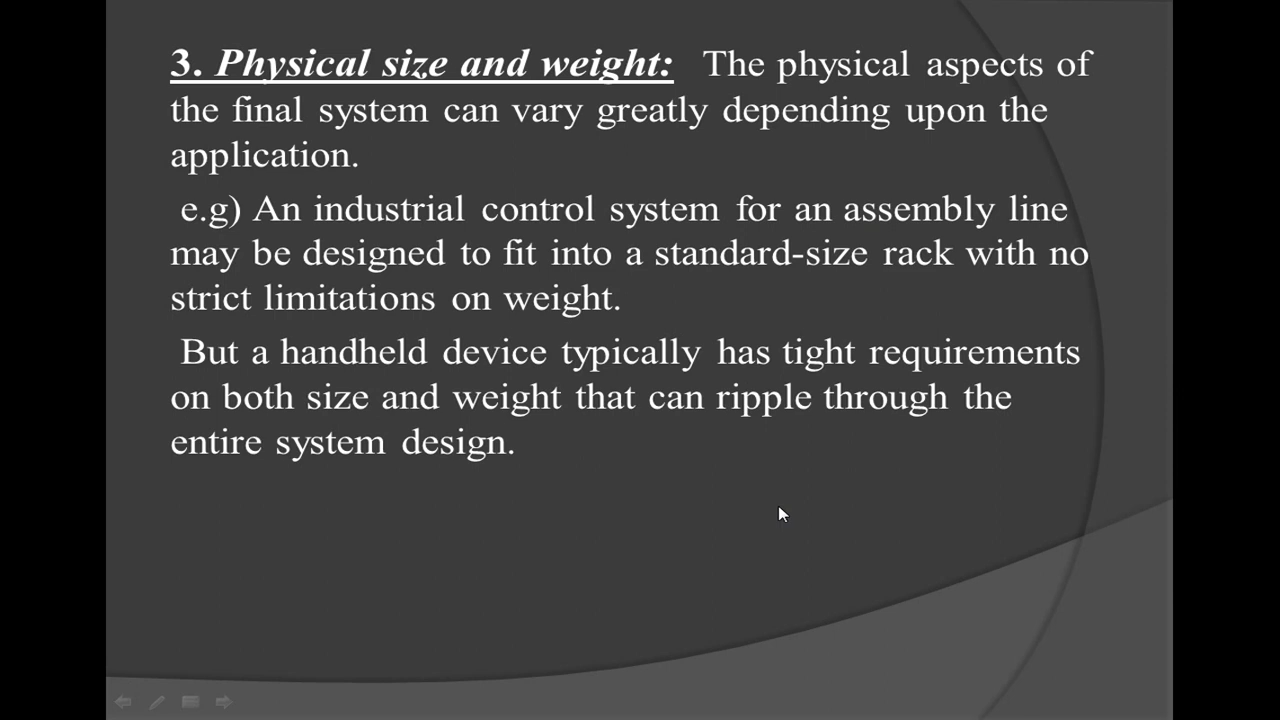 3. Physical size and weight: The physical aspects of
the final system can vary greatly depending upon the
application.
e.g) An industrial control system for an assembly line
may be designed to fit into a standard-size rack with no
strict limitations on weight.
But a handheld device typically has tight requirements
on both size and weight that can ripple through the
entire system design.